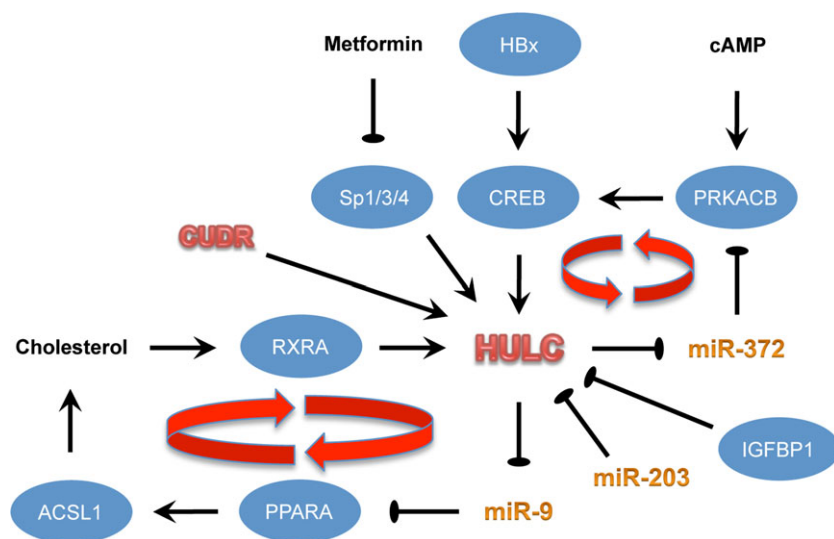 Metformin
HBx
cAMP
Sp1/3/4
CREB
PRKACB
CUDR
Cholesterol
RXRA
HULC
miR-372
IGFBP1
miR-203
ACSL1
PPARA
miR-9